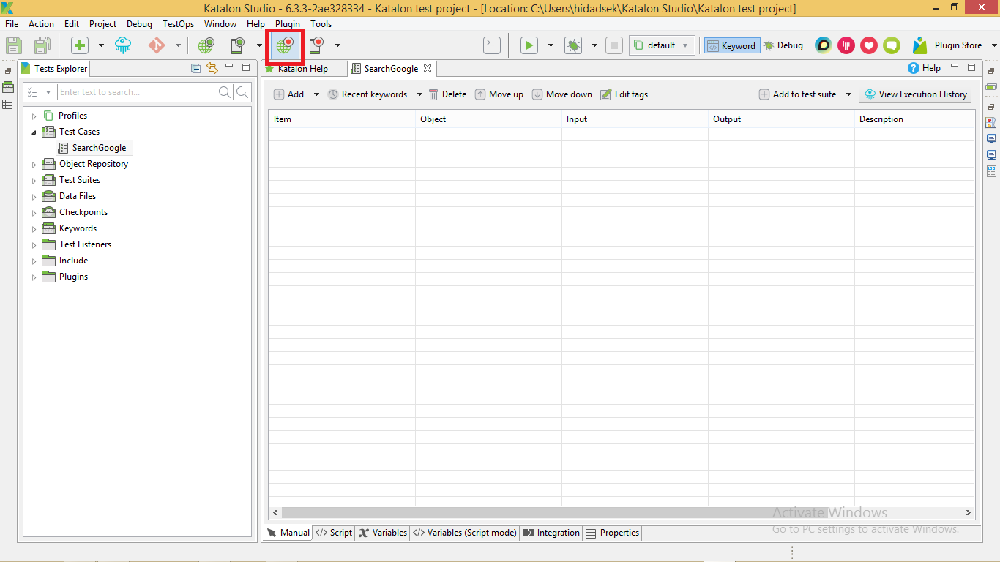 Katalon Studio - 6.3.3-2ae328334 - Katalon test project - [Location: C:\Users\hidadsek\Katalon Studio\Katalon test project]
File Action Edit Project Debug TestOps Window Help Plugin Tools
default Keyword Debug Plugin Store
Tests Explorer
Katalon Help SearchGoogle Help
Enter text to search...
Add Recent keywords Delete Move up Move down Edit tags Add to test suite View Execution History
Item Object Input Output Description
Profiles
Test Cases
SearchGoogle
Object Repository
Test Suites
Data Files
Checkpoints
Keywords
Test Listeners
Include
Plugins
Activate Windows
Go to PC settings to activate Windows.
Manual </> Script Variables </> Variables (Script mode) Integration Properties